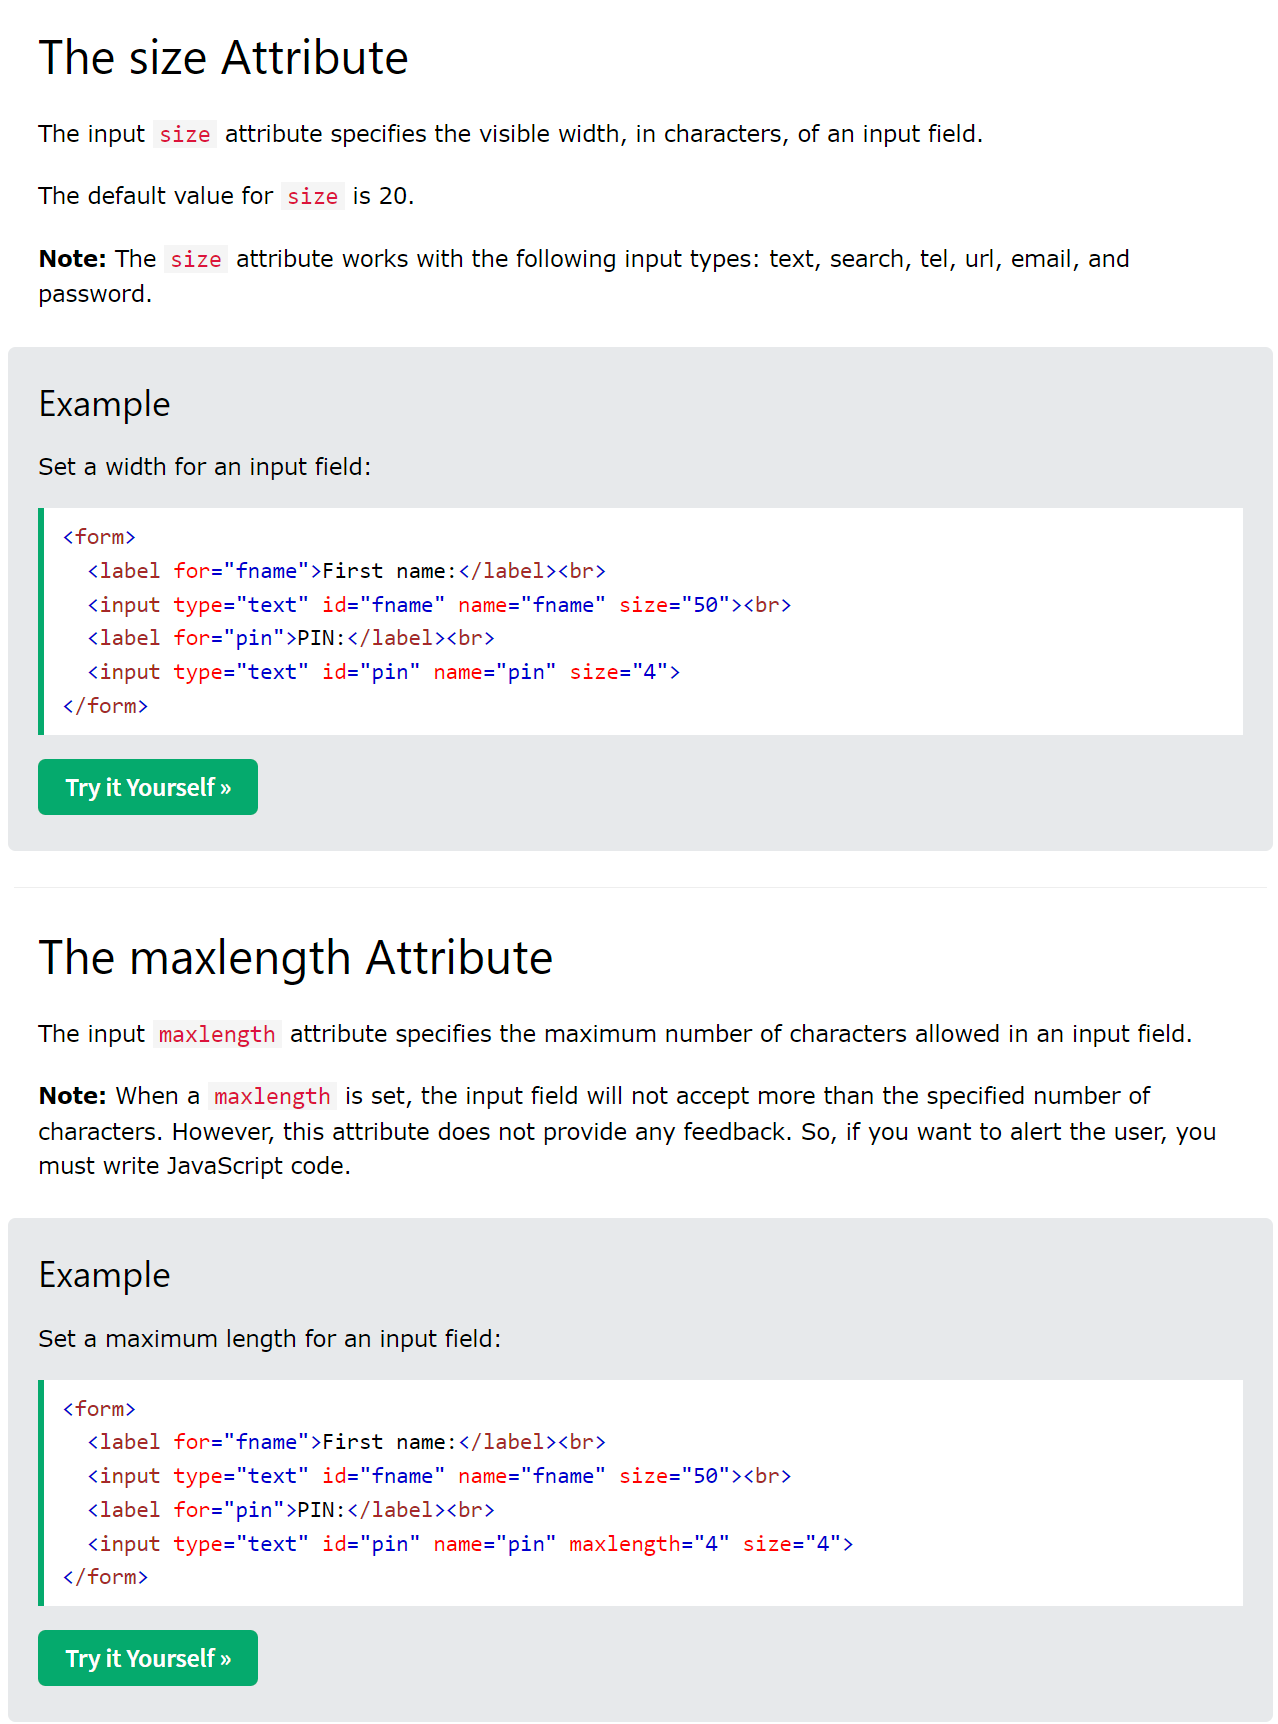 The size Attribute
The input size attribute specifies the visible width, in characters, of an input field.
The default value for size is 20.
Note: The size attribute works with the following input types: text, search, tel, url, email, and
password.
Example
Set a width for an input field:
<form>
  <label for="fname">First name:</label><br>
  <input type="text" id="fname" name="fname" size="50"><br>
  <label for="pin">PIN:</label><br>
  <input type="text" id="pin" name="pin" size="4">
</form>
Try it Yourself »
The maxlength Attribute
The input maxlength attribute specifies the maximum number of characters allowed in an input field.
Note: When a maxlength is set, the input field will not accept more than the specified number of
characters. However, this attribute does not provide any feedback. So, if you want to alert the user, you
must write JavaScript code.
Example
Set a maximum length for an input field:
<form>
  <label for="fname">First name:</label><br>
  <input type="text" id="fname" name="fname" size="50"><br>
  <label for="pin">PIN:</label><br>
  <input type="text" id="pin" name="pin" maxlength="4" size="4">
</form>
Try it Yourself »